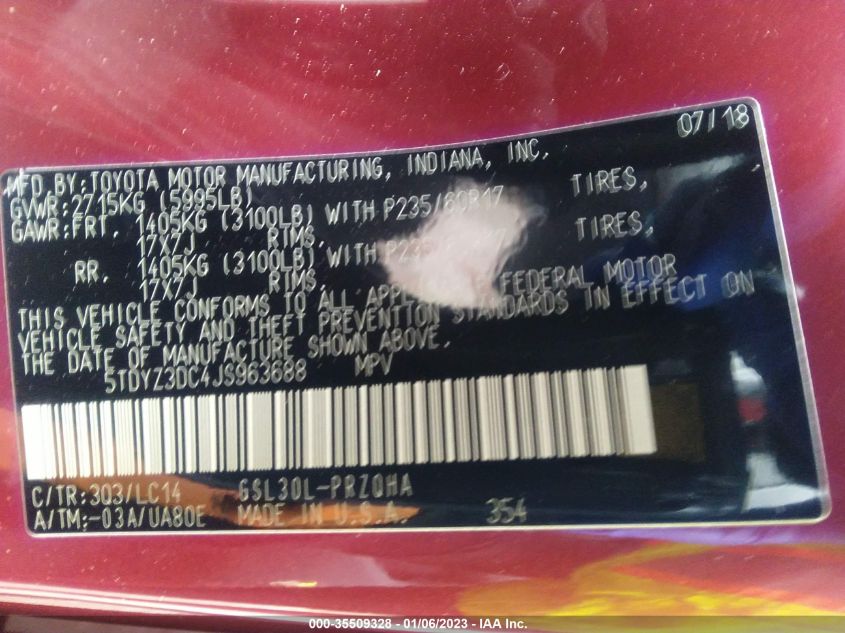 07/18
MFD.BY:TOYOTA MOTOR MANUFACTURING, INDIANA, INC.
GVWR:2715KG (5995LB)
GAWR:FRT. 1405KG (3100LB) WITH P235/60R17 TIRES,
17X7J RIMS,
RR. 1405KG (3100LB) WITH TIRES,
17X7J RIMS,
THIS VEHICLE CONFORMS TO ALL FEDERAL MOTOR
VEHICLE SAFETY AND THEFT PREVENTION STANDARDS IN EFFECT ON
THE DATE OF MANUFACTURE SHOWN ABOVE.
5TDYZ3DC4JS963688 MPV
C/TR:3Q3/LC14 GSL30L-PRZQHA
A/TM:-03A/UA80E MADE IN U.S.A. 354
000-35509328 - 01/06/2023 - IAA Inc.